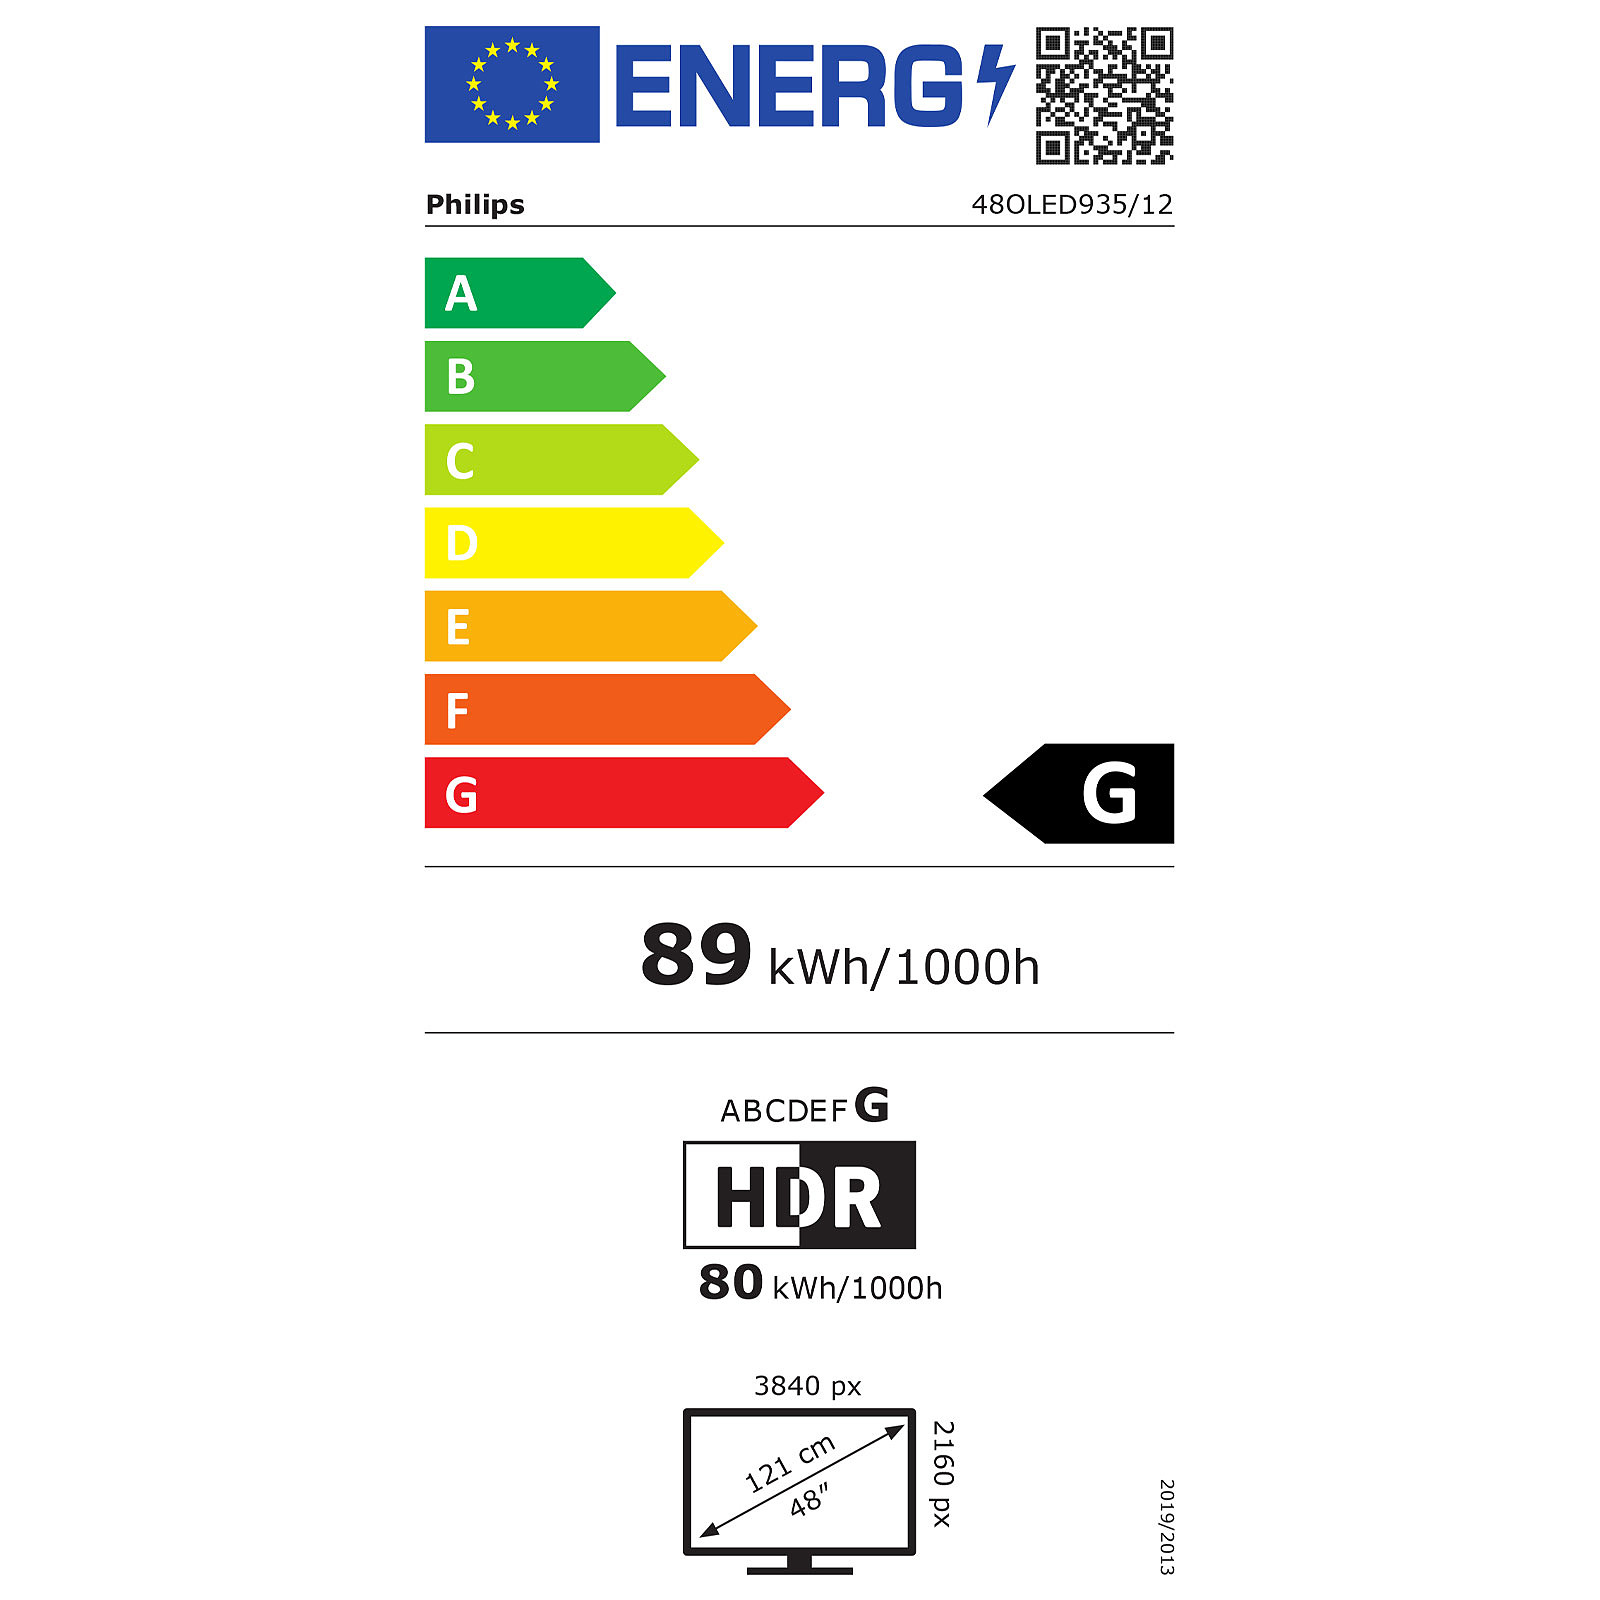 ENERG
Philips 48OLED935/12
A
B
C
D
E
F
G
G
89 kWh/1000h
ABCDEFG
HDR
80 kWh/1000h
3840 px
121 cm
48″
2160 px
2019/2013